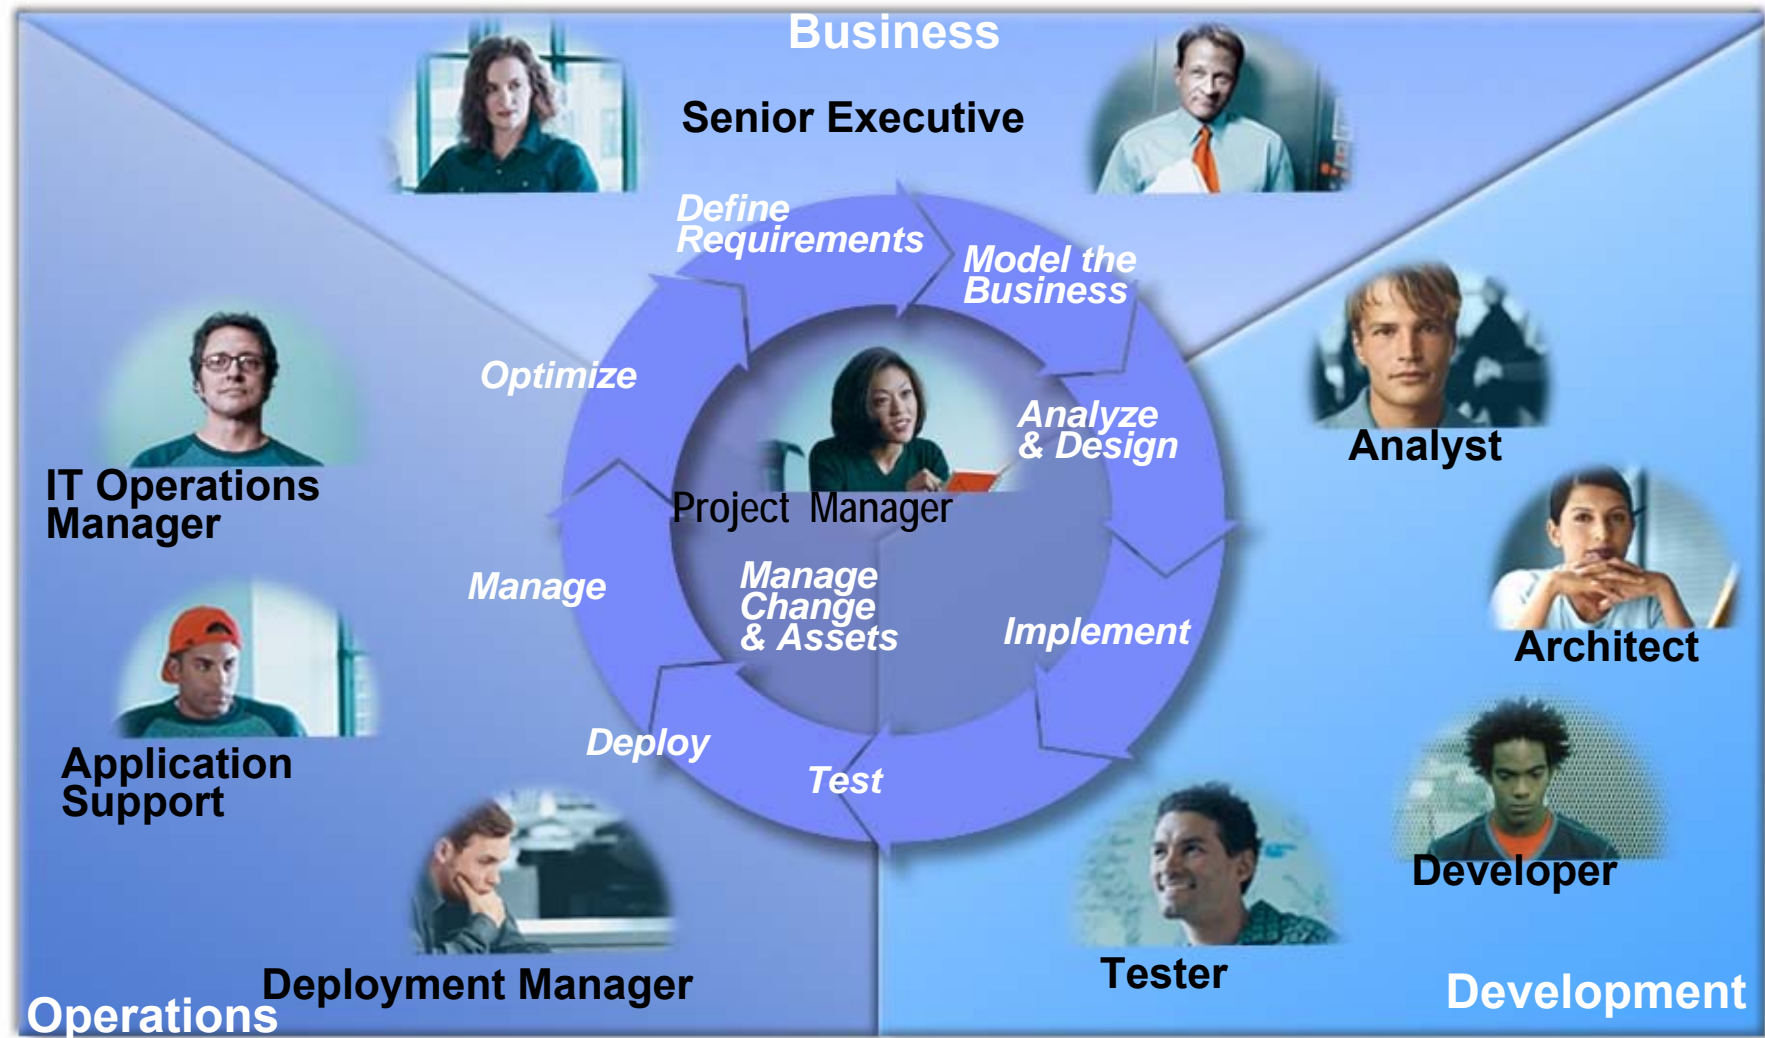 Business
Senior Executive
Define
Requirements
Model the
Business
Optimize
Analyze
& Design
Analyst
IT Operations
Manager
Project Manager
Manage
Manage
Change
& Assets
Implement
Architect
Application
Support
Deploy
Test
Developer
Deployment Manager
Tester
Operations
Development